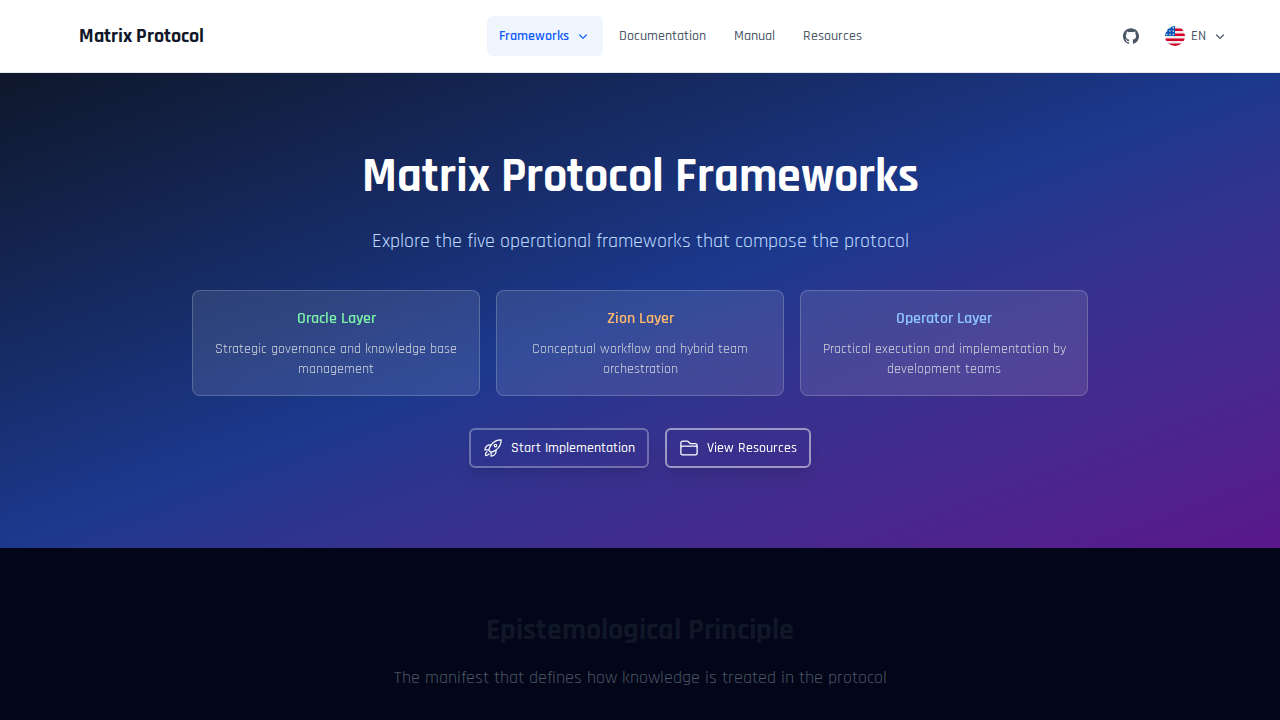 Matrix Protocol
Frameworks
Documentation
Manual
Resources
EN
Matrix Protocol Frameworks
Explore the five operational frameworks that compose the protocol
Oracle Layer
Strategic governance and knowledge base
management
Zion Layer
Conceptual workflow and hybrid team
orchestration
Operator Layer
Practical execution and implementation by
development teams
Start Implementation
View Resources
Epistemological Principle
The manifest that defines how knowledge is treated in the protocol